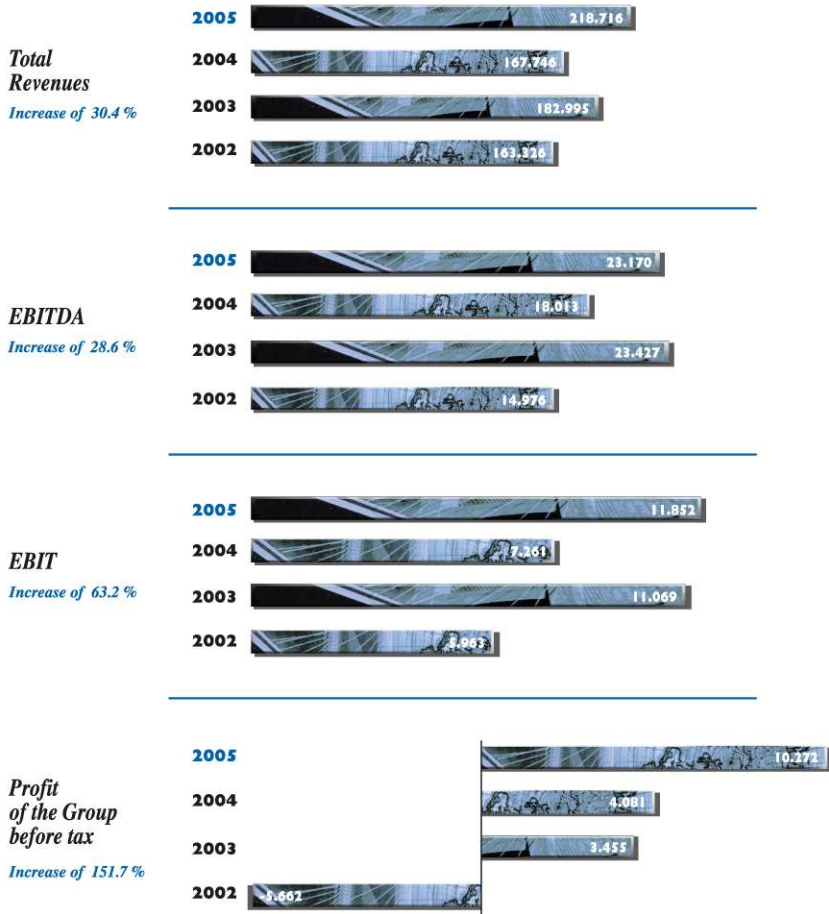 2005 218.716
Total
Revenues
Increase of 30.4 %
2004 167.746
2003 182.995
2002 163.326
2005 23.170
EBITDA
Increase of 28.6 %
2004 18.013
2003 23.427
2002 14.976
2005 11.852
EBIT
Increase of 63.2 %
2004 7.261
2003 11.069
2002 5.963
2005 10.272
Profit
of the Group
before tax
Increase of 151.7 %
2004 4.081
2003 3.455
2002 -5.662